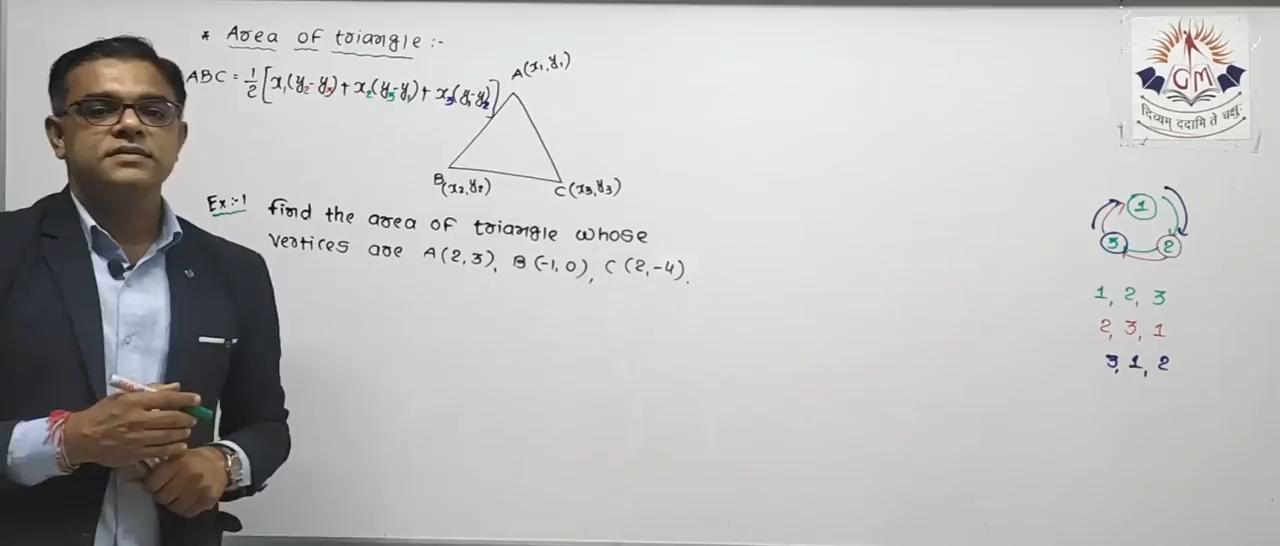 * Area of triangle :-
ABC = 1/2 [x₁(y₂-y₃) + x₂(y₃-y₁) + x₃(y₁-y₂)]
A(x₁,y₁)
B(x₂,y₂)
C(x₃,y₃)
Ex:-1 find the area of triangle whose
vertices are A(2,3), B(-1,0), C(2,-4).
GM
दिव्यम् ददामि ते चक्षुः
1
3 2
1, 2, 3
2, 3, 1
3, 1, 2